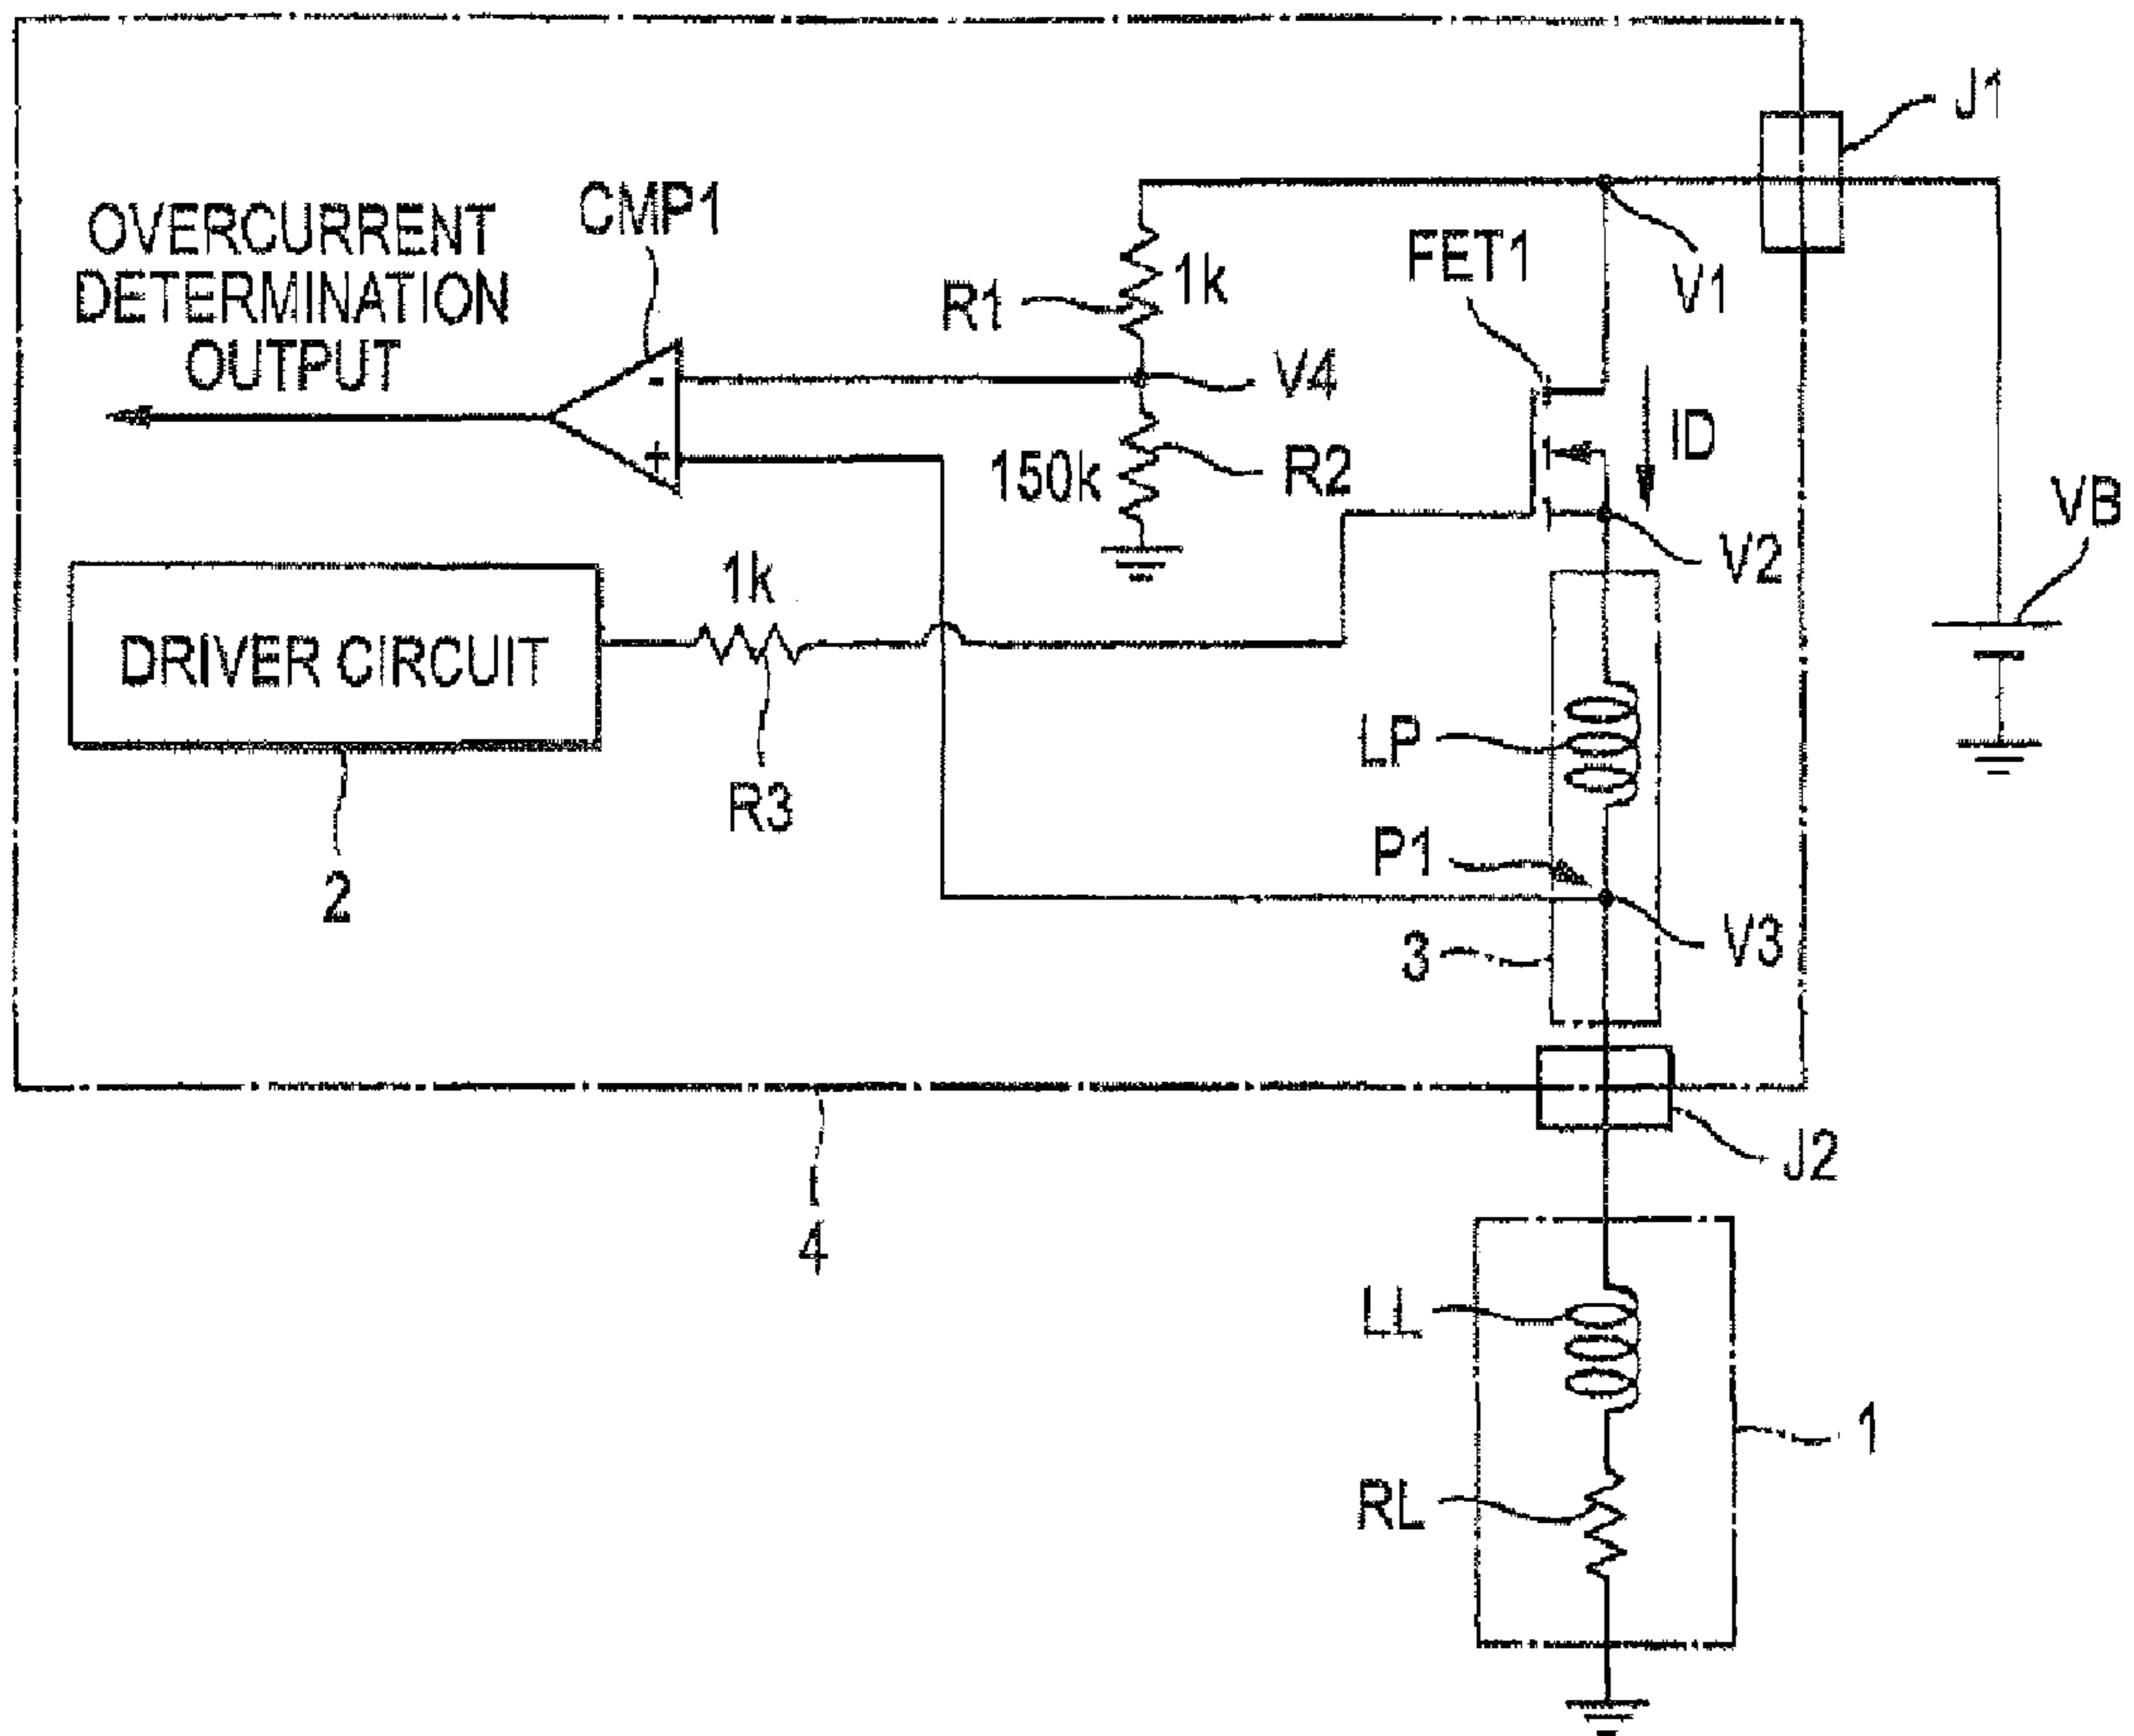 J1
CMP1
OVERCURRENT
DETERMINATION
OUTPUT
FET1
R1
1k
V1
-
V4
ID
+
150k
R2
VB
V2
1k
DRIVER CIRCUIT
LP
R3
P1
2
V3
3
J2
4
LL
1
RL